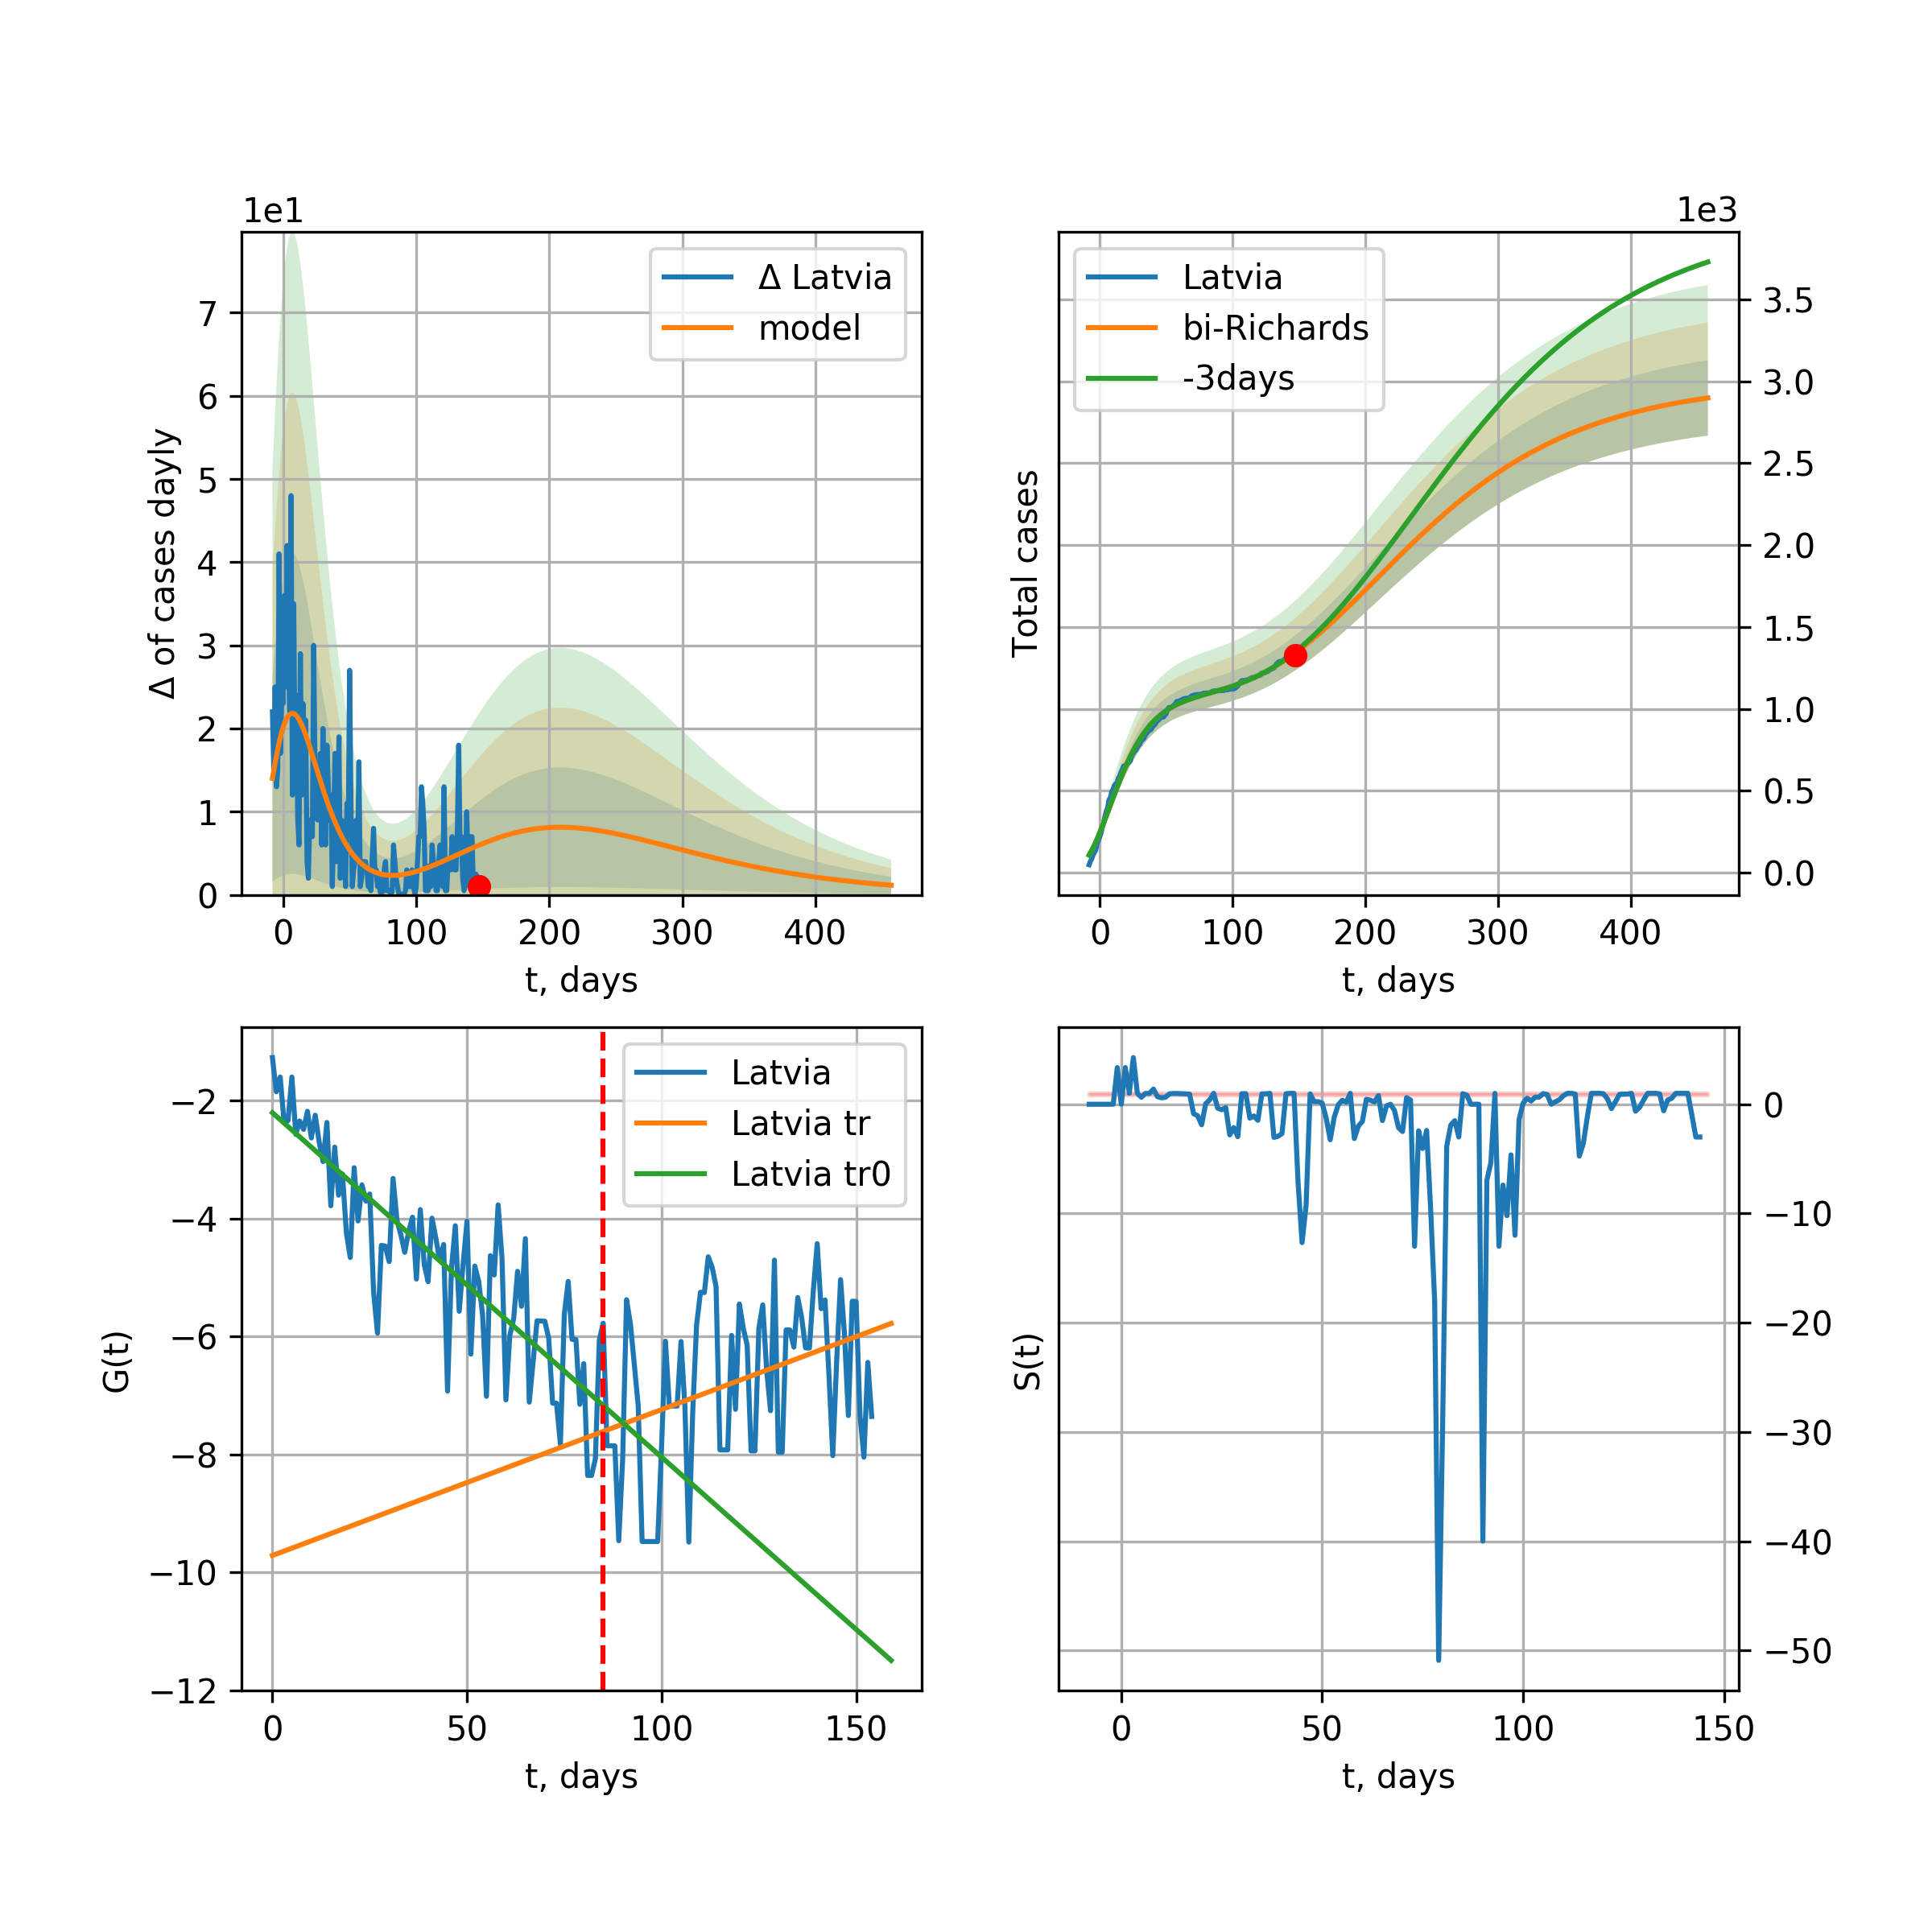 1e1
Δ of cases dayly
7
6
5
4
3
2
1
0
0 100 200 300 400
t, days
Δ Latvia
model
1e3
Total cases
3.5
3.0
2.5
2.0
1.5
1.0
0.5
0.0
0 100 200 300 400
t, days
Latvia
bi-Richards
-3days
G(t)
−2
−4
−6
−8
−10
−12
0 50 100 150
t, days
Latvia
Latvia tr
Latvia tr0
S(t)
0
−10
−20
−30
−40
−50
0 50 100 150
t, days